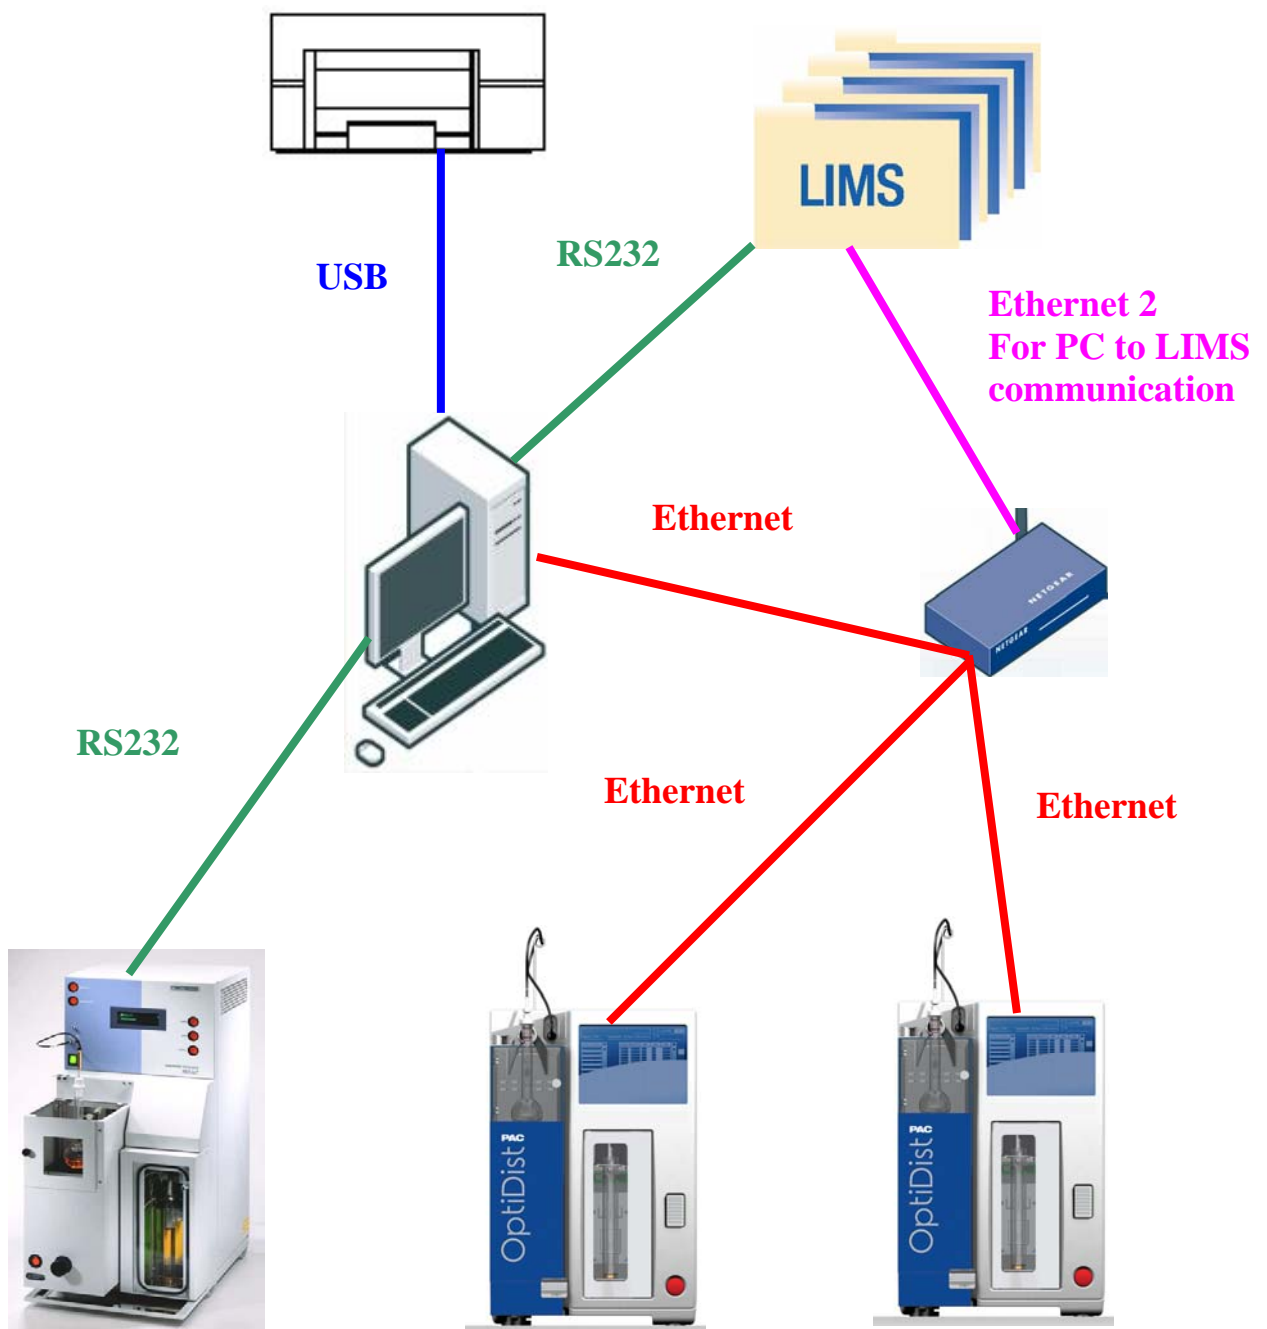 LIMS
RS232
USB
Ethernet 2
For PC to LIMS
communication
Ethernet
NETGEAR
NETGEAR
RS232
Ethernet
Ethernet
PAC
OptiDist
PAC
OptiDist